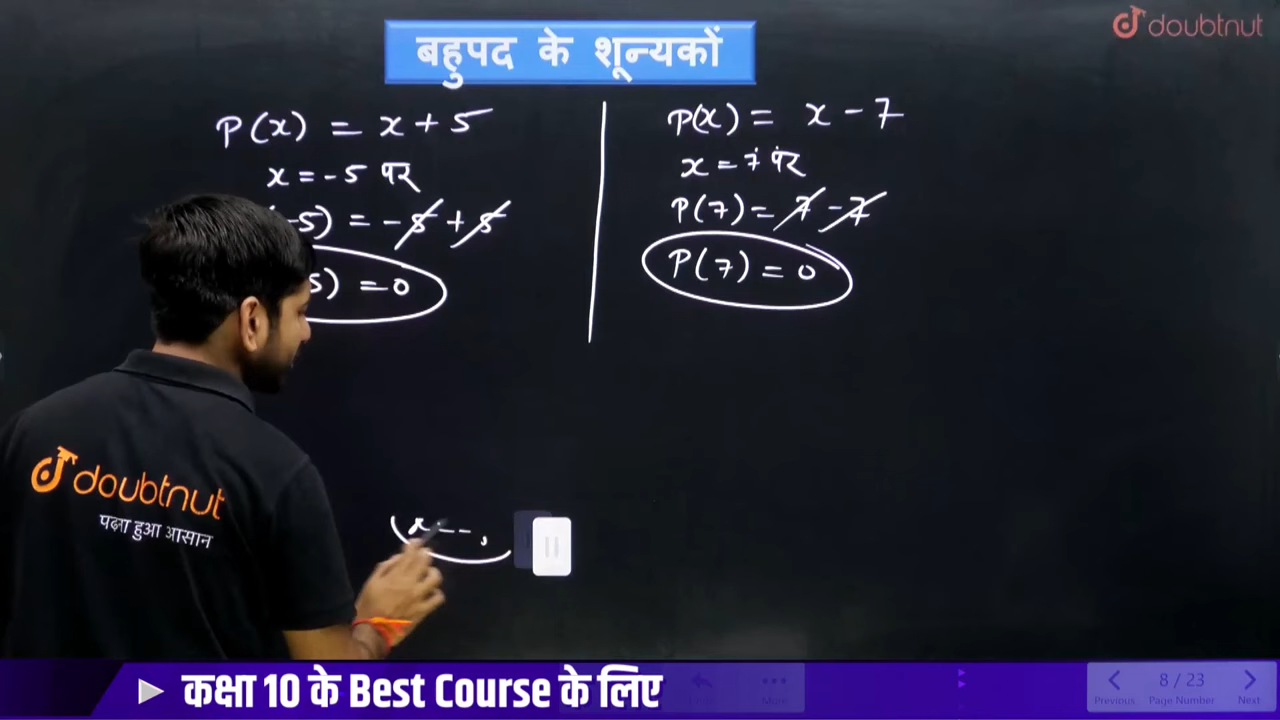 doubtnut
बहुपद के शून्यकों
P(x) = x + 5
x = -5 पर
-5) = -5 + 5
5) = 0
P(x) = x - 7
x = 7 पर
P(7) = 7 - 7
P(7) = 0
doubtnut
पढ़ना हुआ आसान
कक्षा 10 के Best Course के लिए
More
8 / 23
Previous Page Number Next